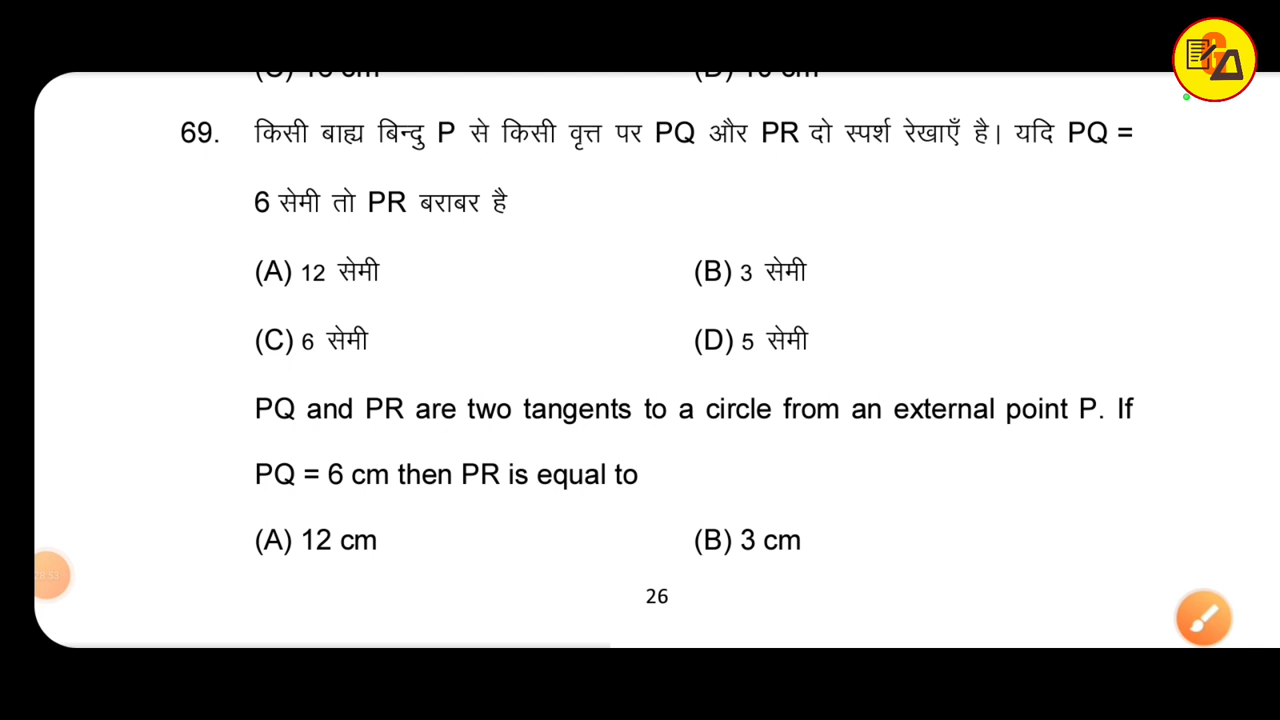 69. किसी बाह्य बिन्दु P से किसी वृत्त पर PQ और PR दो स्पर्श रेखाएँ है। यदि PQ =
6 सेमी तो PR बराबर है
(A) 12 सेमी (B) 3 सेमी
(C) 6 सेमी (D) 5 सेमी
PQ and PR are two tangents to a circle from an external point P. If
PQ = 6 cm then PR is equal to
(A) 12 cm (B) 3 cm
26